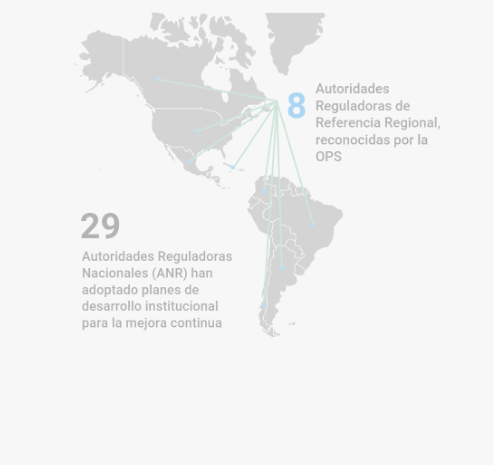 8
Autoridades
Reguladoras de
Referencia Regional,
reconocidas por la
OPS
29
Autoridades Reguladoras
Nacionales (ANR) han
adoptado planes de
desarrollo institucional
para la mejora continua